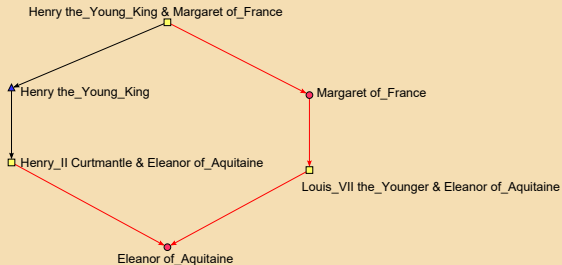 Henry the_Young_King & Margaret of_France
Henry the_Young_King
Margaret of_France
Henry_II Curtmantle & Eleanor of_Aquitaine
Louis_VII the_Younger & Eleanor of_Aquitaine
Eleanor of_Aquitaine